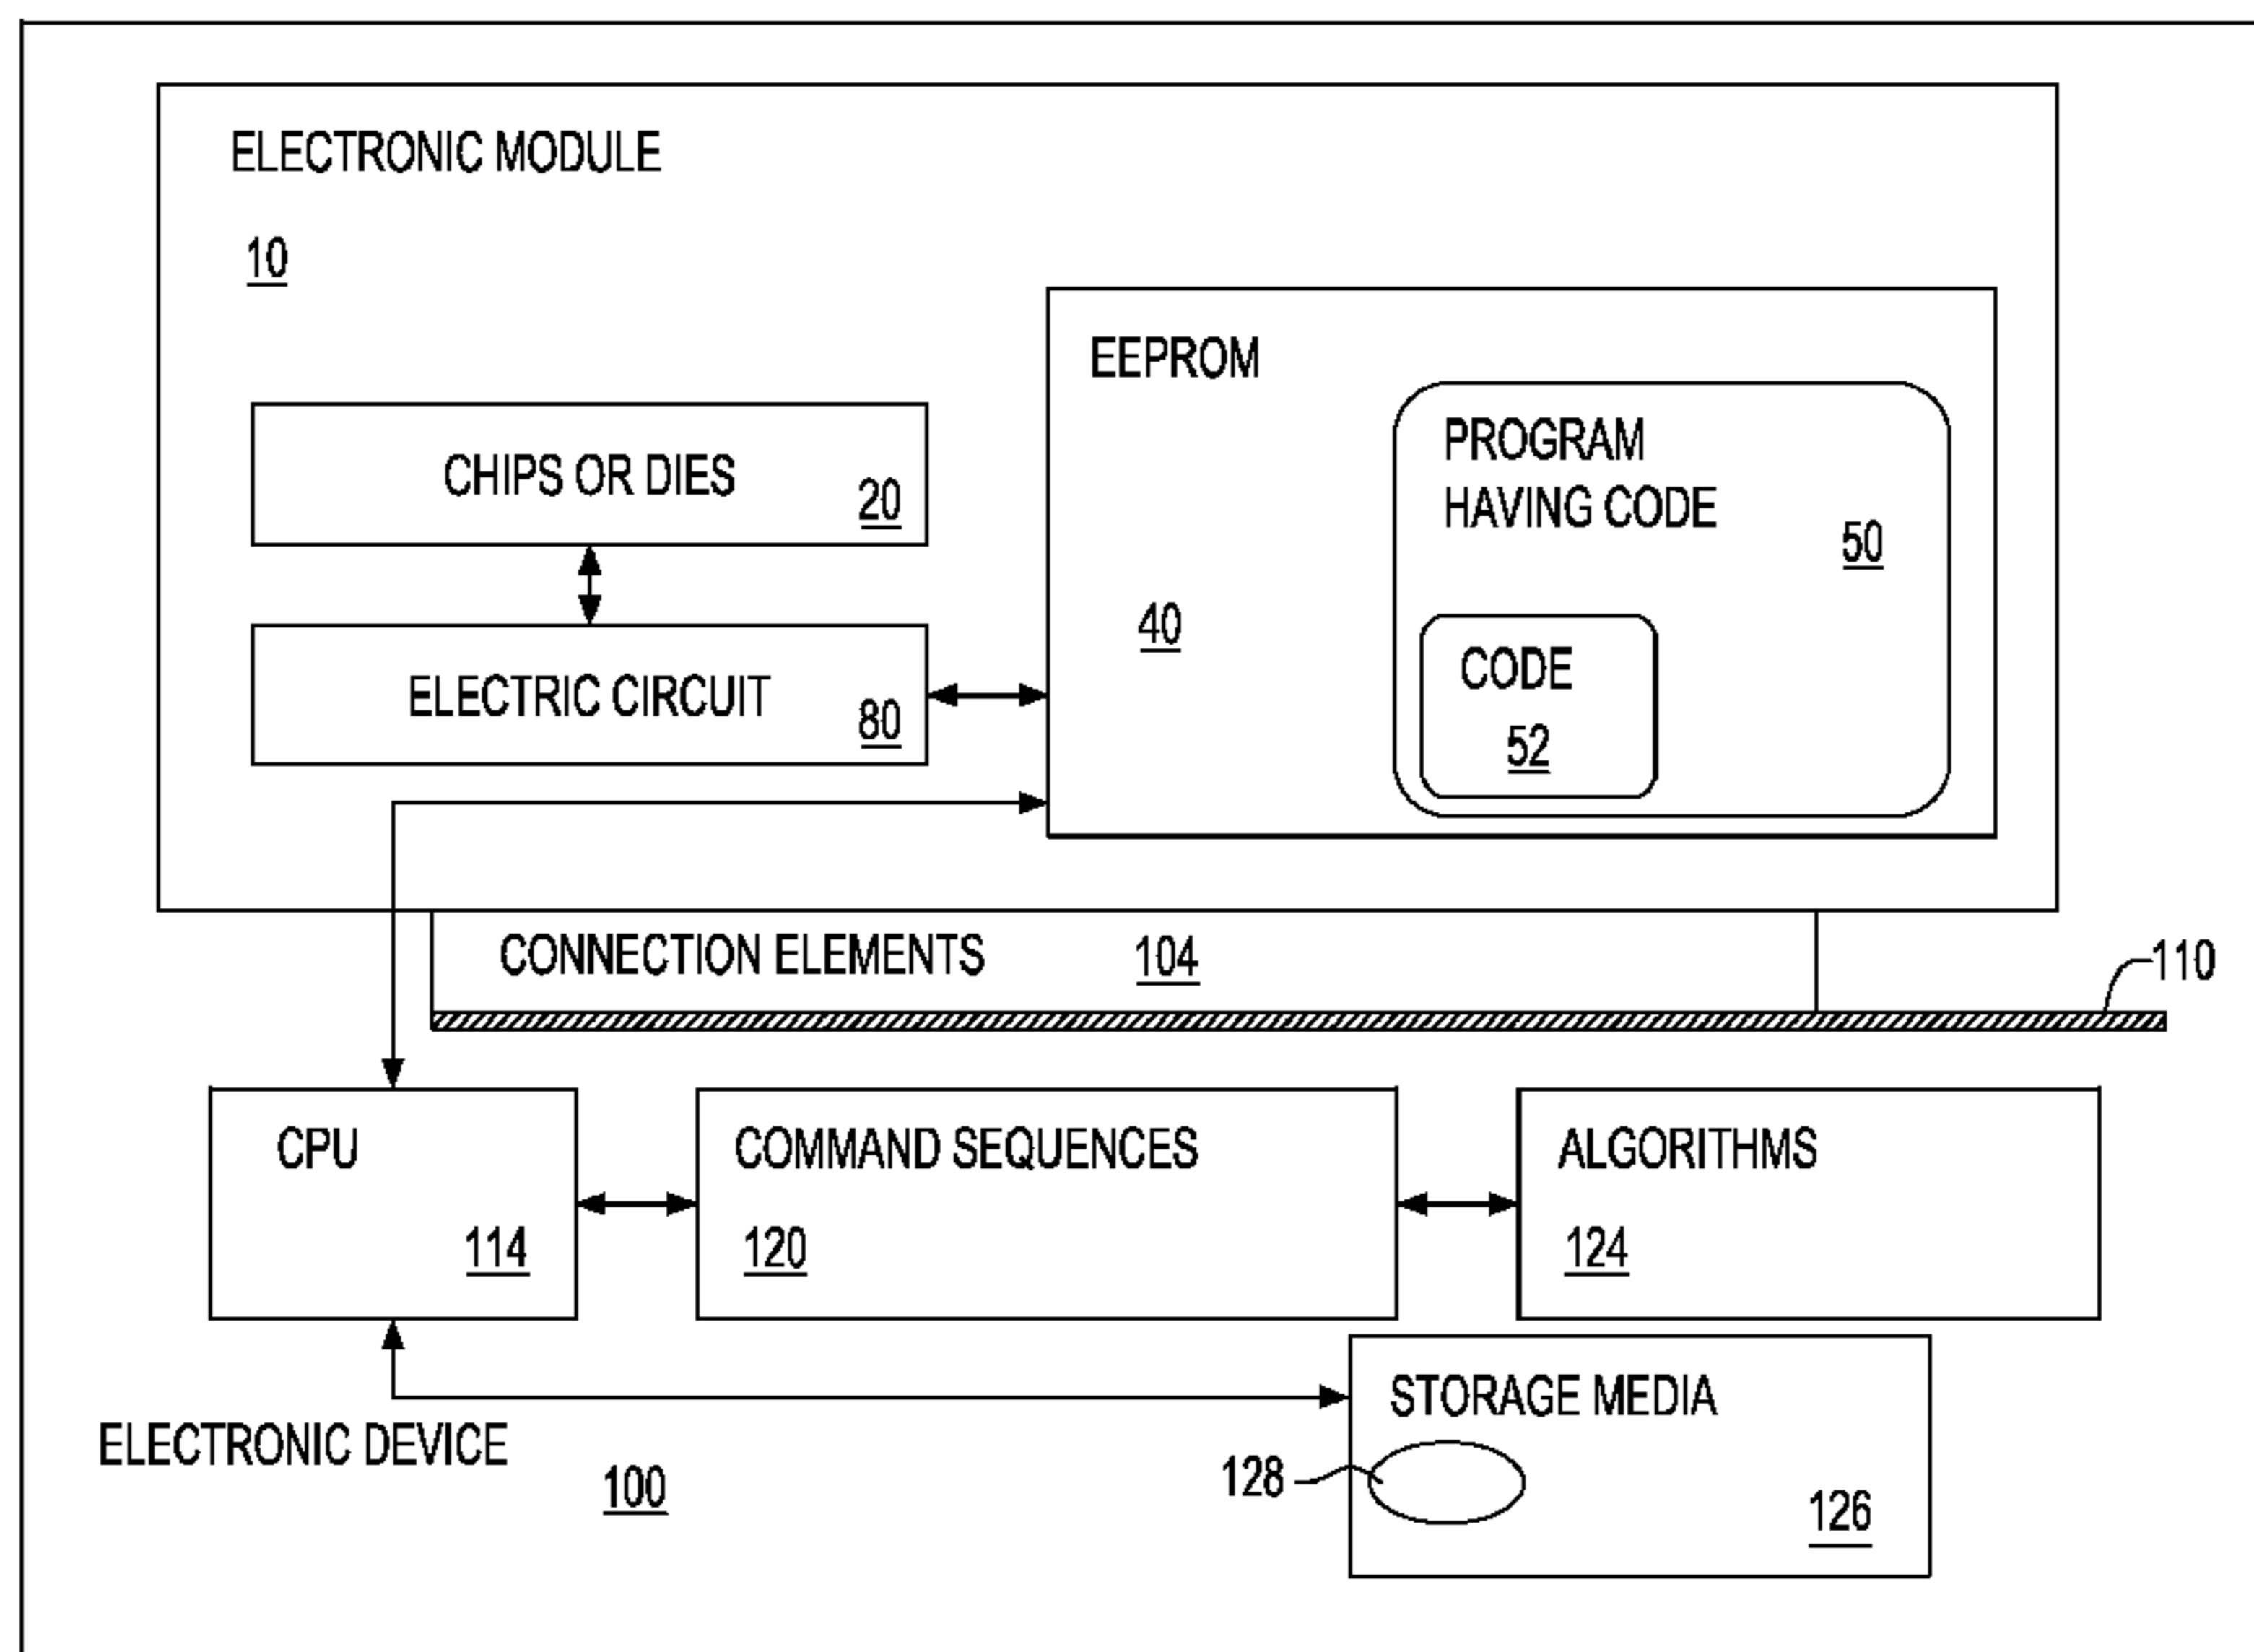 ELECTRONIC MODULE
10
CHIPS OR DIES
20
ELECTRIC CIRCUIT
80
EEPROM
40
PROGRAM
HAVING CODE
50
CODE
52
CONNECTION ELEMENTS
104
110
CPU
114
COMMAND SEQUENCES
120
ALGORITHMS
124
STORAGE MEDIA
128
126
ELECTRONIC DEVICE
100